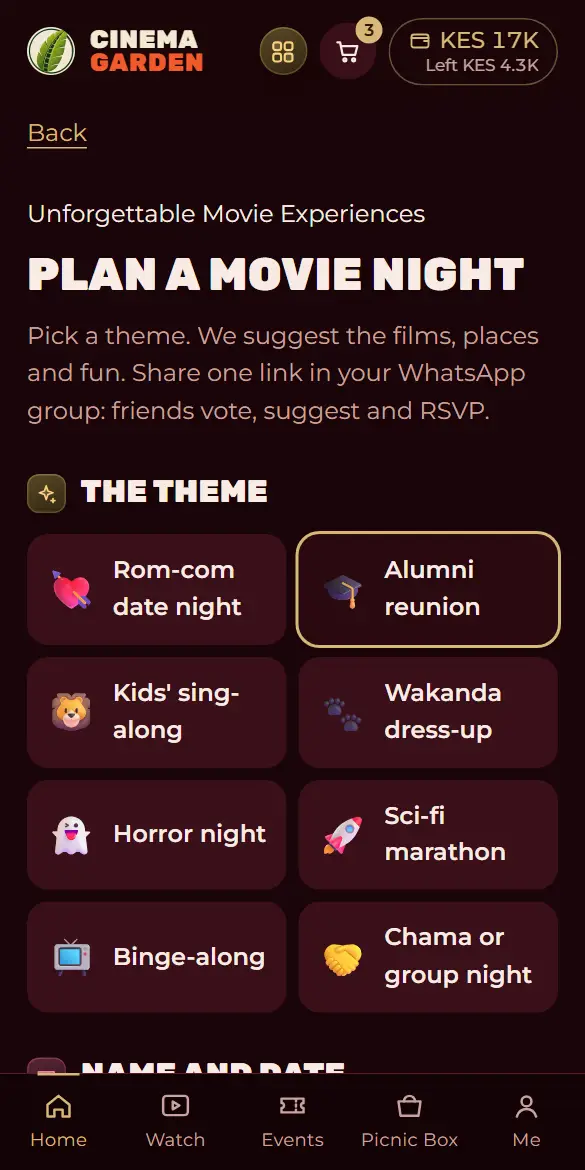 CINEMA
GARDEN
3
KES 17K
Left KES 4.3K
Back
Unforgettable Movie Experiences
PLAN A MOVIE NIGHT
Pick a theme. We suggest the films, places
and fun. Share one link in your WhatsApp
group: friends vote, suggest and RSVP.
THE THEME
Rom-com
date night
Alumni
reunion
Kids' sing-
along
Wakanda
dress-up
Horror night
Sci-fi
marathon
Binge-along
Chama or
group night
NAME AND DATE
Home
Watch
Events
Picnic Box
Me